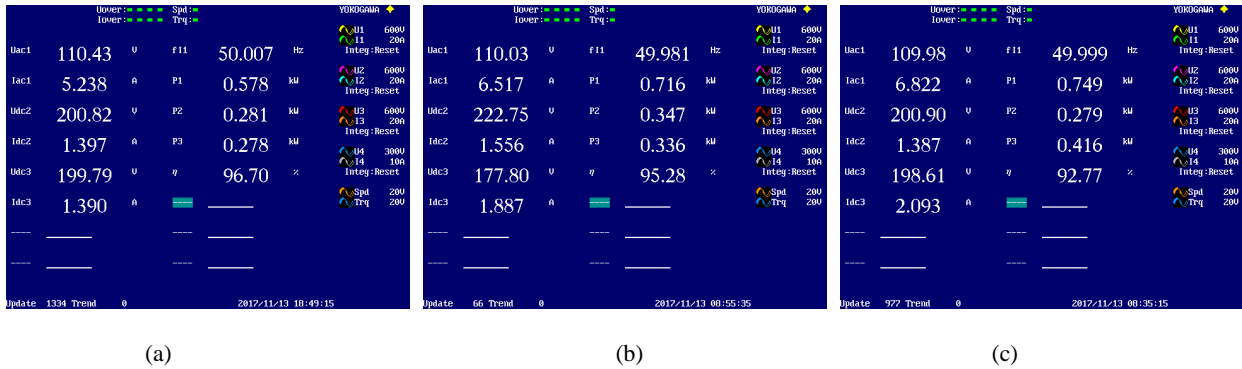 Uover: Spd: YOKOGAWA
Iover: Trq:
U1 600V
I1 20A
Integ:Reset
Uac1 110.43 V fI1 50.007 Hz
U2 600V
Iac1 5.238 A P1 0.578 kW
I2 20A
Integ:Reset
Udc2 200.82 V P2 0.281 kW
U3 600V
I3 20A
Integ:Reset
Idc2 1.397 A P3 0.278 kW
U4 300V
I4 10A
Udc3 199.79 V η 96.70 %
Integ:Reset
Spd 20V
Idc3 1.390 A ----
Trq 20V
---- ----
---- ----
Update 1334 Trend 0 2017/11/13 18:49:15
(a)
Uover: Spd: YOKOGAWA
Iover: Trq:
U1 600V
I1 20A
Integ:Reset
Uac1 110.03 V fI1 49.981 Hz
U2 600V
Iac1 6.517 A P1 0.716 kW
I2 20A
Integ:Reset
Udc2 222.75 V P2 0.347 kW
U3 600V
I3 20A
Integ:Reset
Idc2 1.556 A P3 0.336 kW
U4 300V
I4 10A
Udc3 177.80 V η 95.28 %
Integ:Reset
Spd 20V
Idc3 1.887 A ----
Trq 20V
---- ----
---- ----
Update 66 Trend 0 2017/11/13 08:55:35
(b)
Uover: Spd: YOKOGAWA
Iover: Trq:
U1 600V
I1 20A
Integ:Reset
Uac1 109.98 V fI1 49.999 Hz
U2 600V
Iac1 6.822 A P1 0.749 kW
I2 20A
Integ:Reset
Udc2 200.90 V P2 0.279 kW
U3 600V
I3 20A
Integ:Reset
Idc2 1.387 A P3 0.416 kW
U4 300V
I4 10A
Udc3 198.61 V η 92.77 %
Integ:Reset
Spd 20V
Idc3 2.093 A ----
Trq 20V
---- ----
---- ----
Update 977 Trend 0 2017/11/13 08:35:15
(c)